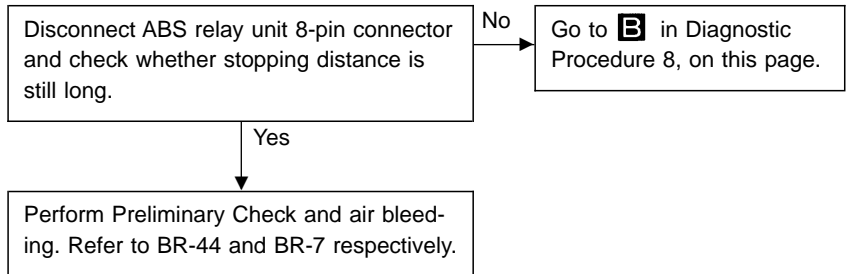 Disconnect ABS relay unit 8-pin connector
and check whether stopping distance is
still long.
No
Go to B in Diagnostic
Procedure 8, on this page.
Yes
Perform Preliminary Check and air bleed-
ing. Refer to BR-44 and BR-7 respectively.